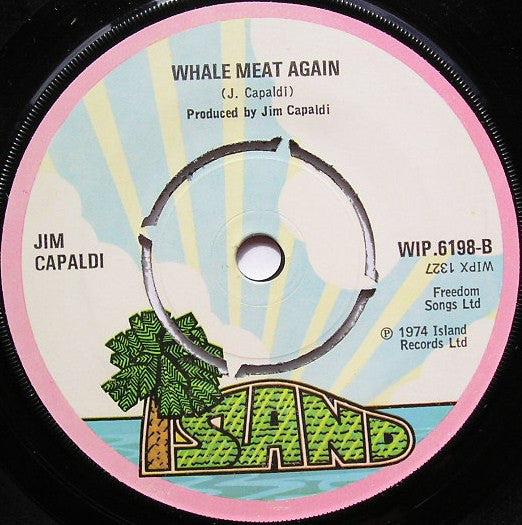 WHALE MEAT AGAIN
(J. Capaldi)
Produced by Jim Capaldi
JIM
CAPALDI
WIP.6198-B
WIPX 1327
Freedom
Songs Ltd
℗ 1974 Island
Records Ltd
ISLAND